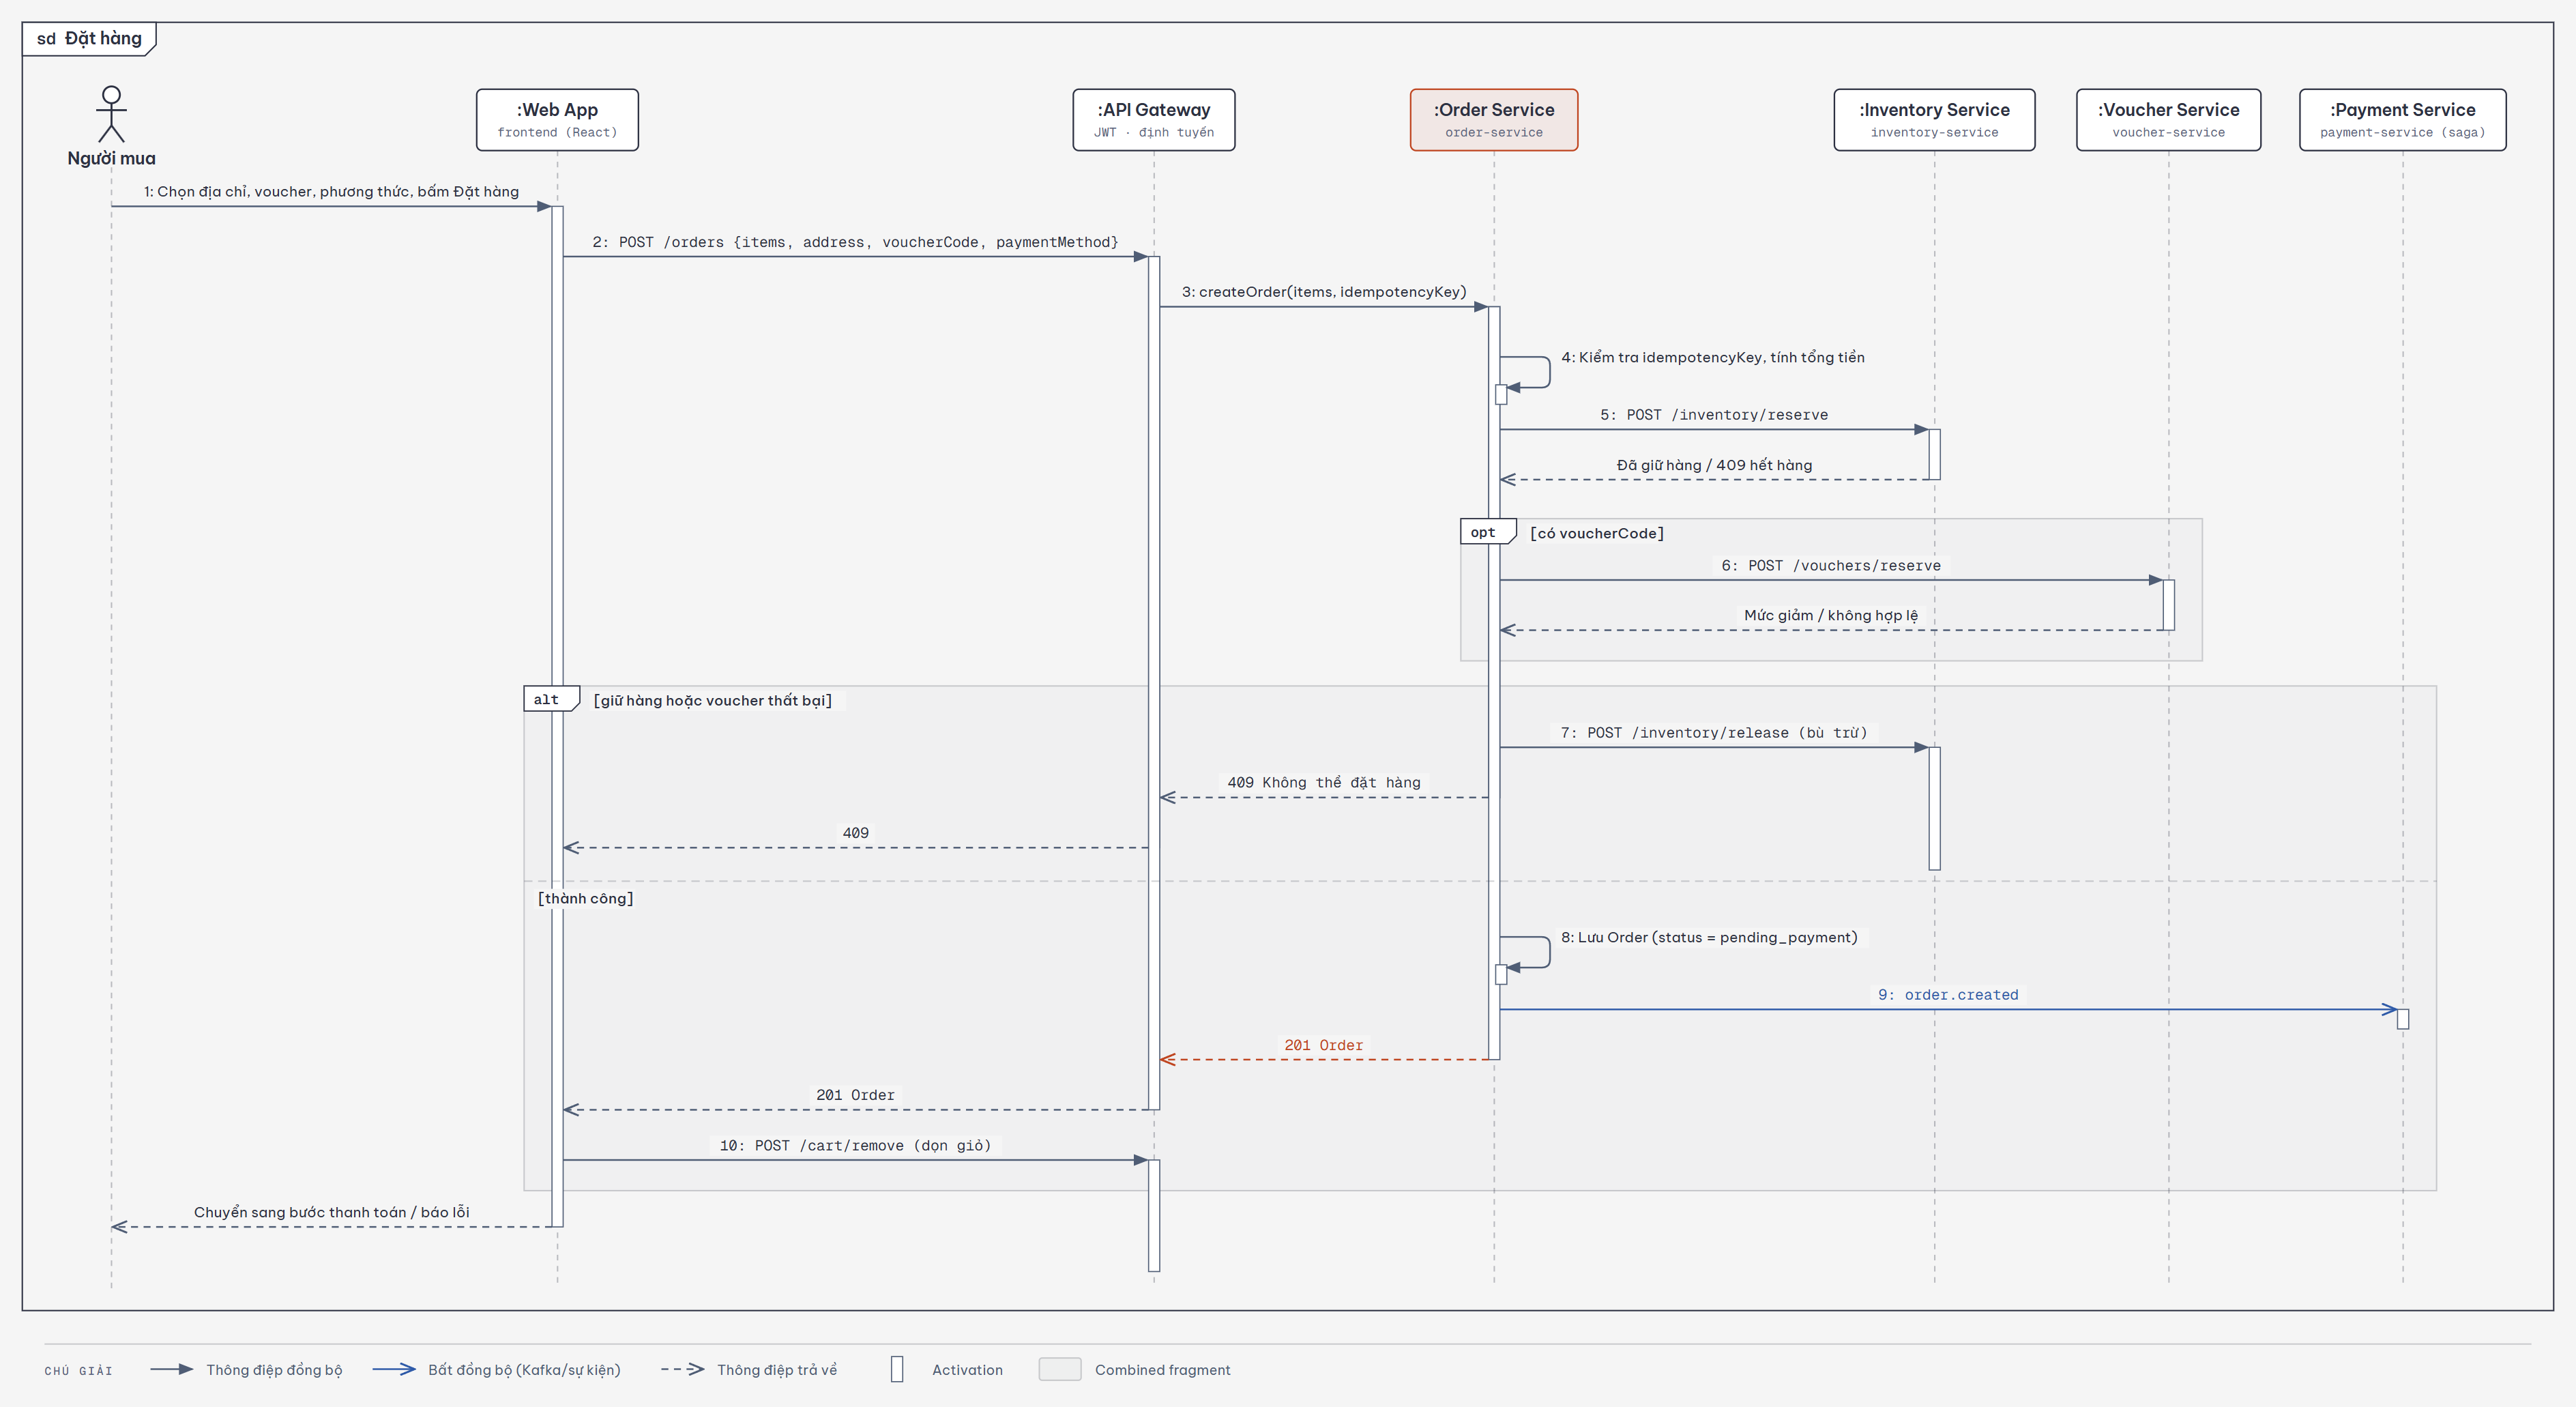 sd Đặt hàng
:Web App
frontend (React)
:API Gateway
JWT · định tuyến
:Order Service
order-service
:Inventory Service
inventory-service
:Voucher Service
voucher-service
:Payment Service
payment-service (saga)
Người mua
1: Chọn địa chỉ, voucher, phương thức, bấm Đặt hàng
2: POST /orders {items, address, voucherCode, paymentMethod}
3: createOrder(items, idempotencyKey)
4: Kiểm tra idempotencyKey, tính tổng tiền
5: POST /inventory/reserve
Đã giữ hàng / 409 hết hàng
opt [có voucherCode]
6: POST /vouchers/reserve
Mức giảm / không hợp lệ
alt [giữ hàng hoặc voucher thất bại]
7: POST /inventory/release (bù trừ)
409 Không thể đặt hàng
409
[thành công]
8: Lưu Order (status = pending_payment)
9: order.created
201 Order
201 Order
10: POST /cart/remove (dọn giỏ)
Chuyển sang bước thanh toán / báo lỗi
CHÚ GIẢI
Thông điệp đồng bộ
Bất đồng bộ (Kafka/sự kiện)
Thông điệp trả về
Activation
Combined fragment